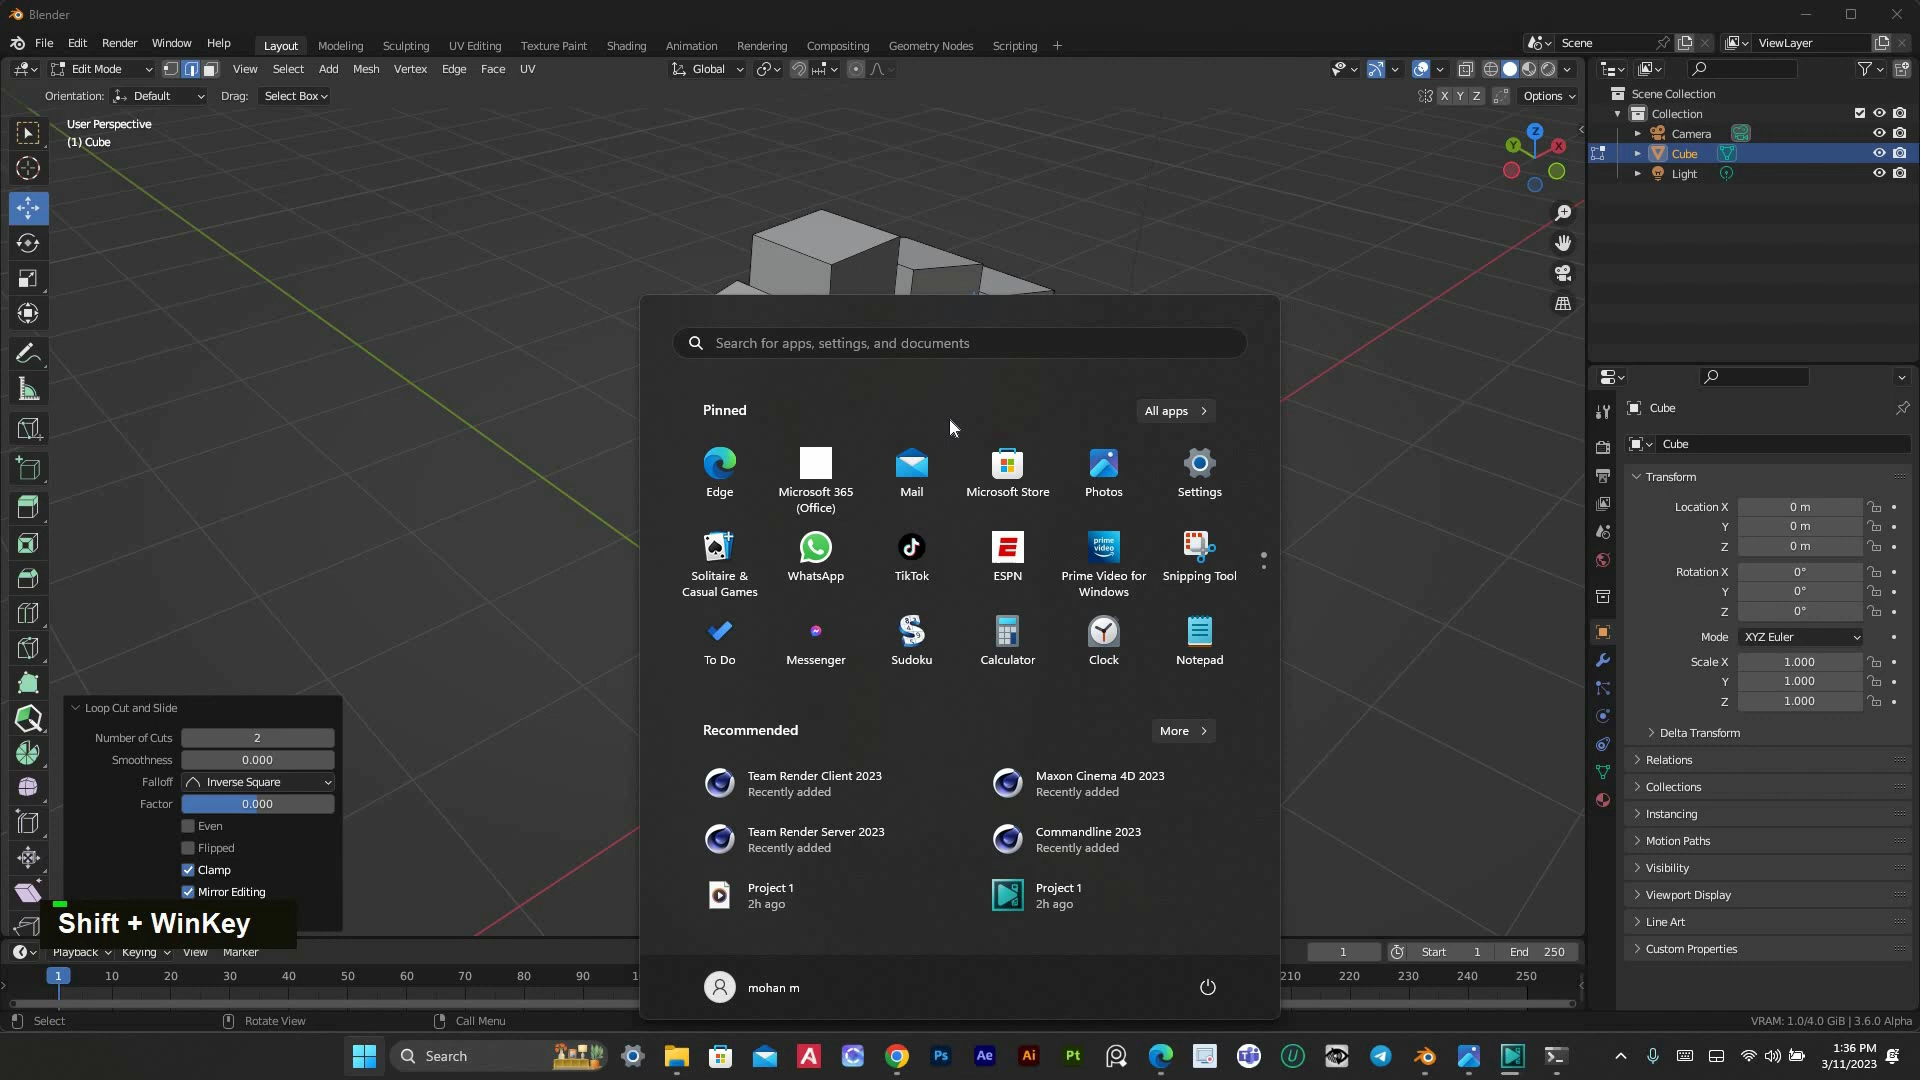 Blender
File Edit Render Window Help
Layout Modeling Sculpting UV Editing Texture Paint Shading Animation Rendering Compositing Geometry Nodes Scripting +
Scene
ViewLayer
Edit Mode
View Select Add Mesh Vertex Edge Face UV
Global
Orientation: Default Drag: Select Box
X Y Z Options
User Perspective
(1) Cube
Z
Y X
Scene Collection
Collection
Camera
Cube
Light
Cube
Cube
Transform
Location X 0 m
Y 0 m
Z 0 m
Rotation X 0°
Y 0°
Z 0°
Mode XYZ Euler
Scale X 1.000
Y 1.000
Z 1.000
Delta Transform
Relations
Collections
Instancing
Motion Paths
Visibility
Viewport Display
Line Art
Custom Properties
Search for apps, settings, and documents
Pinned
All apps
Edge
Microsoft 365
(Office)
Mail
Microsoft Store
Photos
Settings
prime
video
Solitaire &
Casual Games
WhatsApp
TikTok
ESPN
Prime Video for
Windows
Snipping Tool
To Do
Messenger
Sudoku
Calculator
Clock
Notepad
Recommended
More
Team Render Client 2023
Recently added
Maxon Cinema 4D 2023
Recently added
Team Render Server 2023
Recently added
Commandline 2023
Recently added
Project 1
2h ago
Project 1
2h ago
mohan m
Loop Cut and Slide
Number of Cuts 2
Smoothness 0.000
Falloff Inverse Square
Factor 0.000
Even
Flipped
Clamp
Mirror Editing
Shift + WinKey
Playback Keying View Marker
1 Start 1 End 250
1 10 20 30 40 50 60 70 80 90 1
210 220 230 240 250
Select
Rotate View
Call Menu
VRAM: 1.0/4.0 GiB | 3.6.0 Alpha
Search
Ps Ae Ai Pt
1:36 PM
3/11/2023